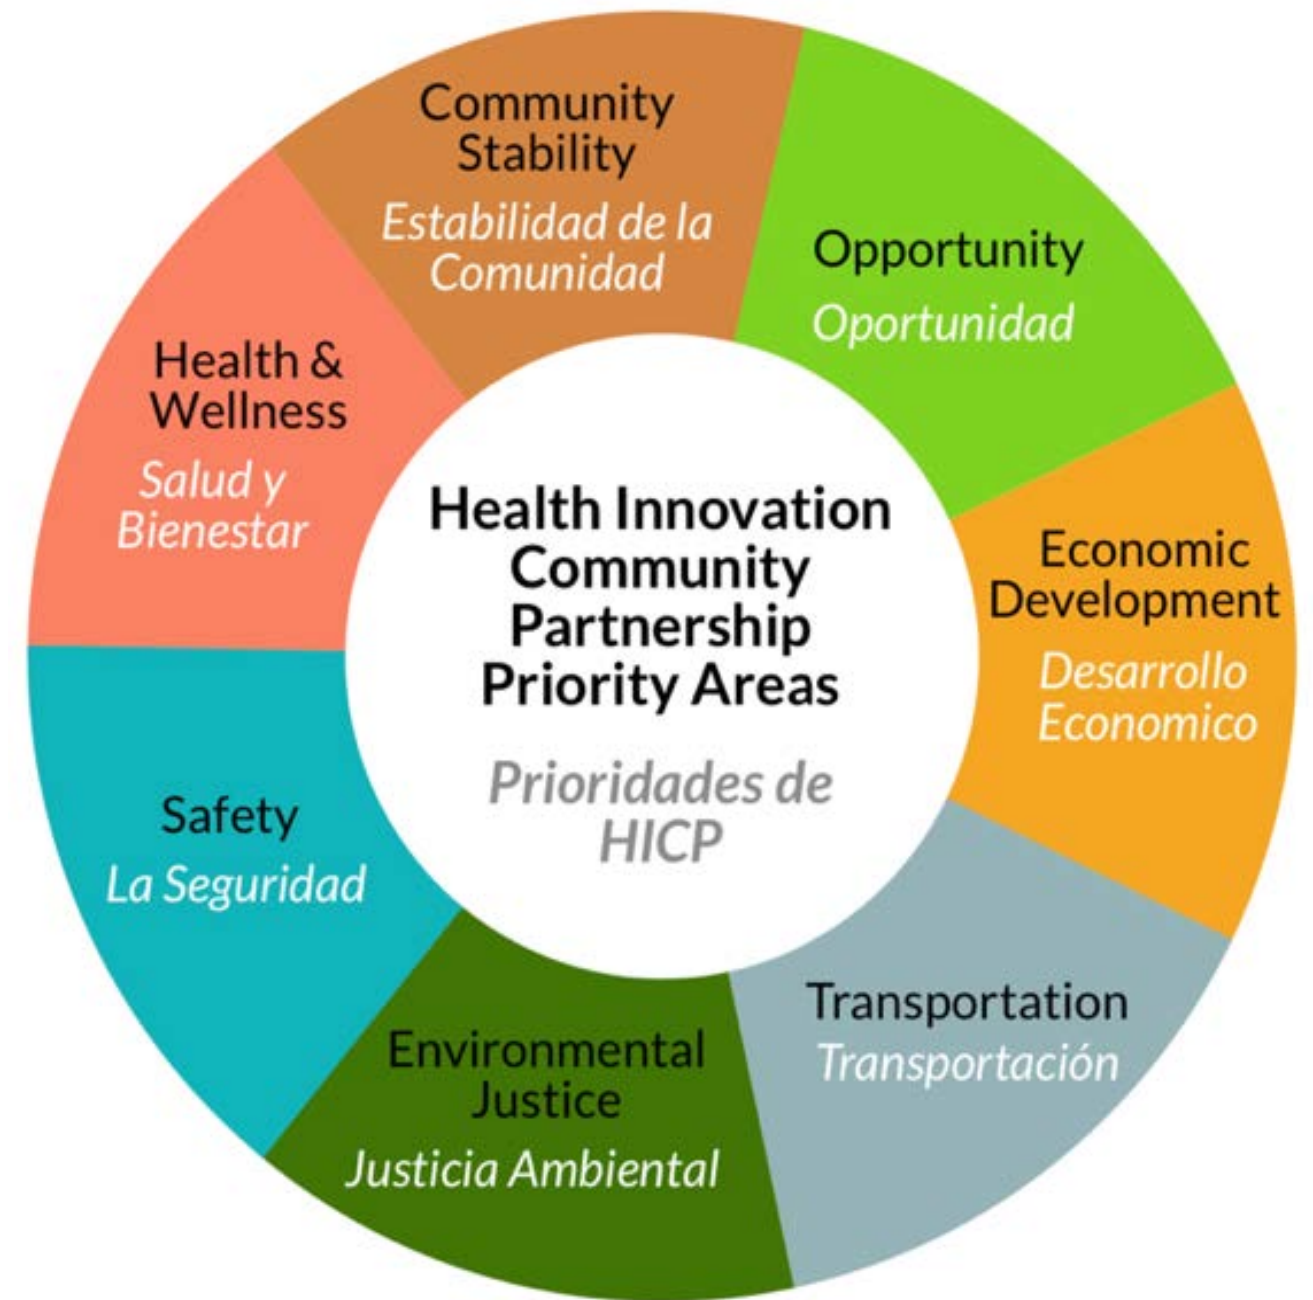 Community
Stability
Estabilidad de la
Comunidad
Opportunity
Oportunidad
Economic
Development
Desarrollo
Economico
Transportation
Transportación
Environmental
Justice
Justicia Ambiental
Safety
La Seguridad
Health &
Wellness
Salud y
Bienestar
Health Innovation
Community
Partnership
Priority Areas
Prioridades de
HICP